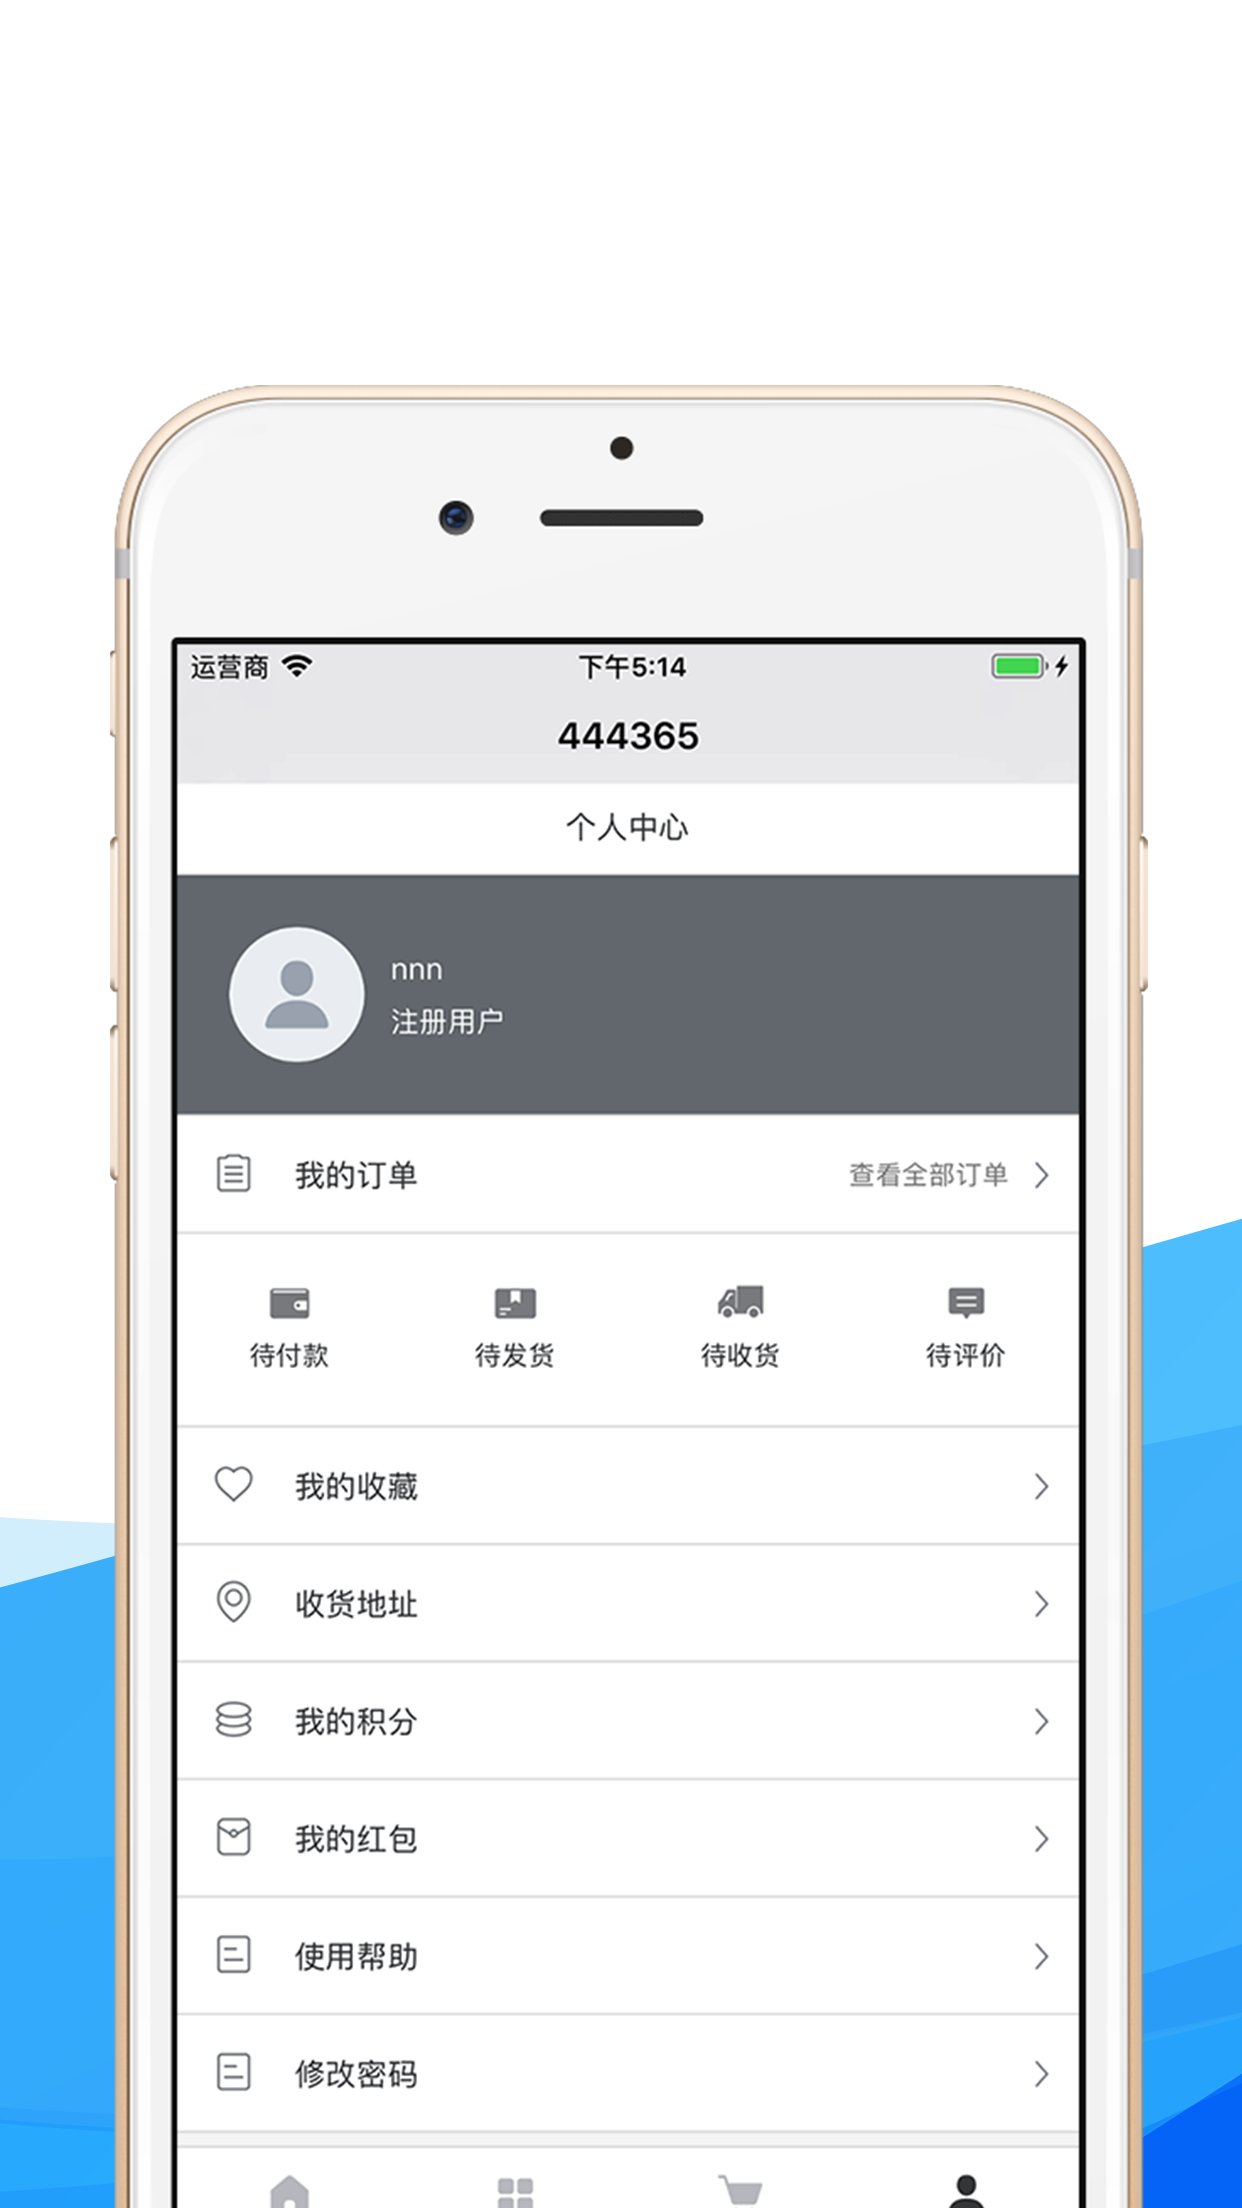 运营商
下午5:14
444365
个人中心
nnn
注册用户
我的订单
查看全部订单
待付款
待发货
待收货
待评价
我的收藏
收货地址
我的积分
我的红包
使用帮助
修改密码